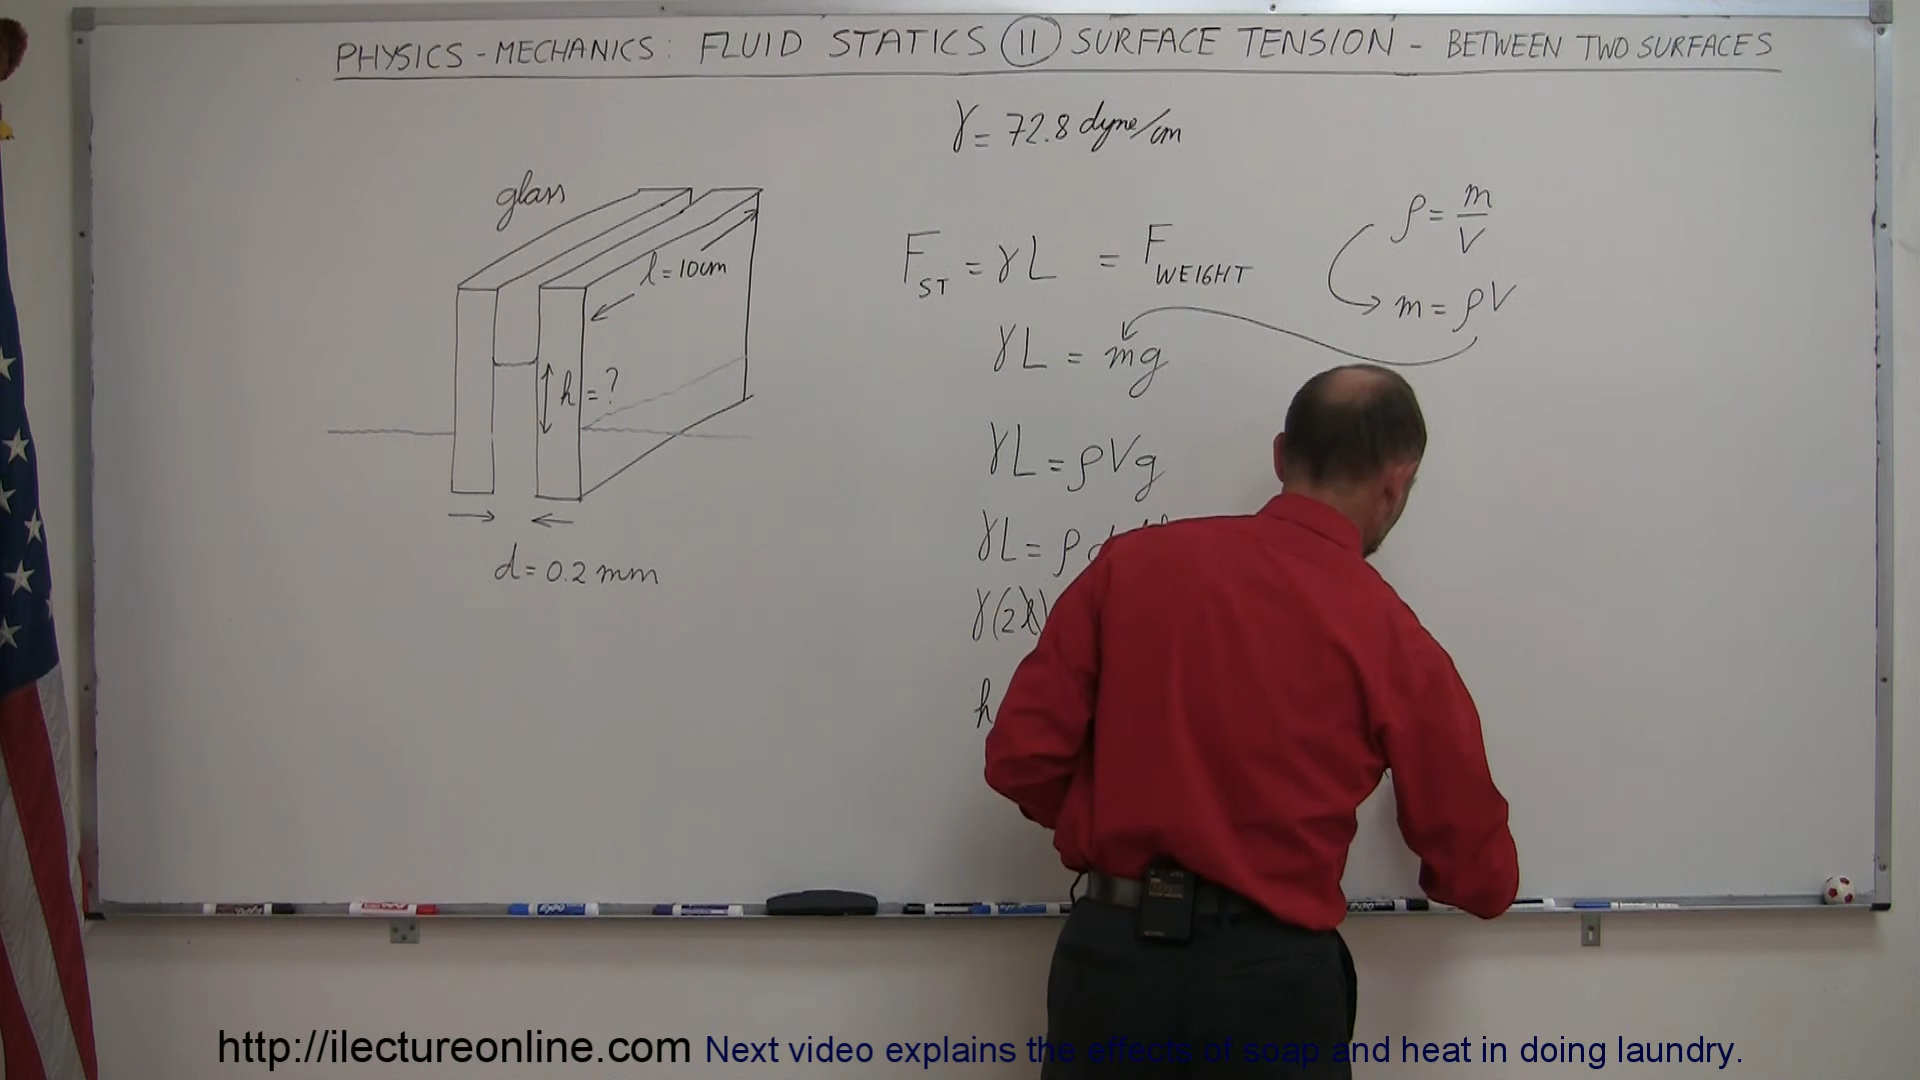 PHYSICS - MECHANICS: FLUID STATICS 11 SURFACE TENSION - BETWEEN TWO SURFACES
γ = 72.8 dyne/cm
glass
l = 10cm
h = ?
d = 0.2 mm
F_ST = γL = F_WEIGHT
ρ = m/V
m = ρV
γL = mg
γL = ρVg
γL = ρ
γ(2l)
h
http://ilectureonline.com Next video explains the effects of soap and heat in doing laundry.